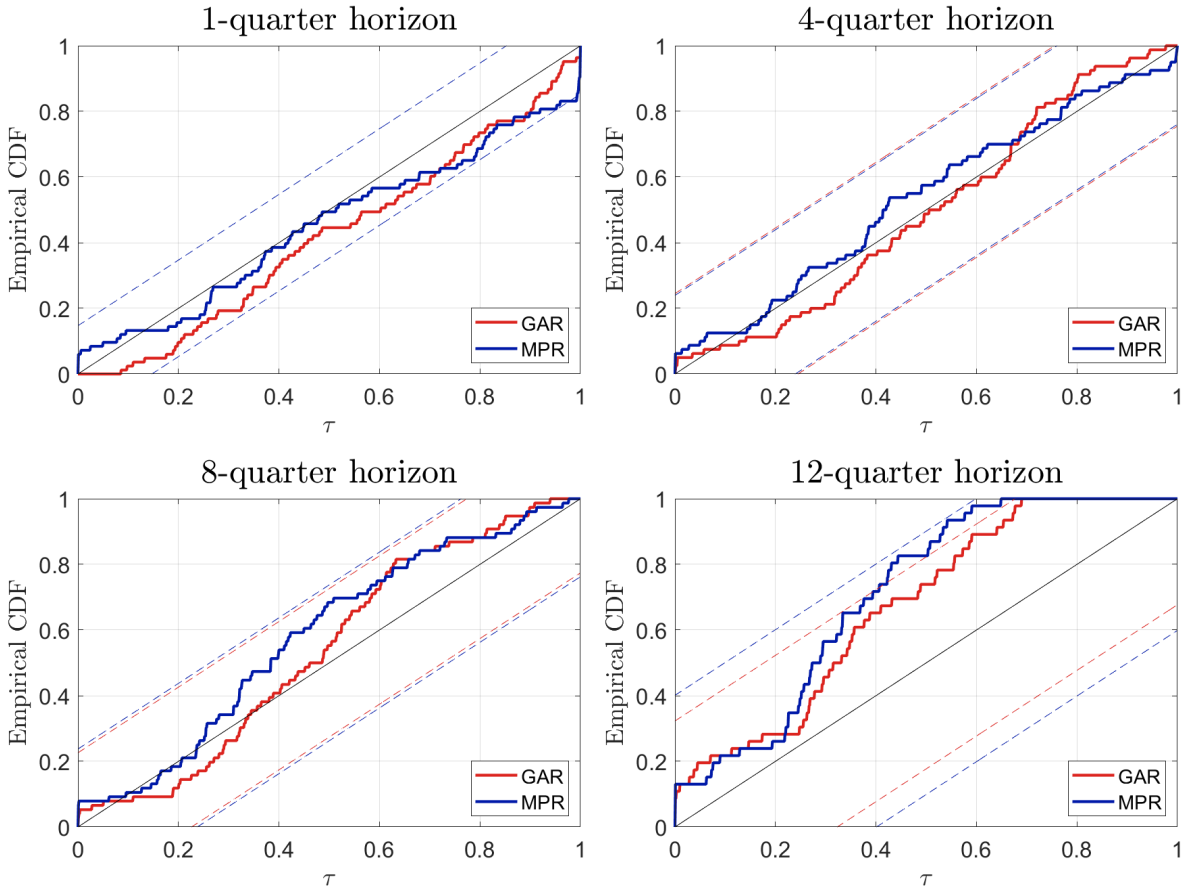 1-quarter horizon
1
0.8
0.6
0.4
0.2
0
Empirical CDF
0 0.2 0.4 0.6 0.8 1
τ
GAR
MPR
4-quarter horizon
1
0.8
0.6
0.4
0.2
0
Empirical CDF
0 0.2 0.4 0.6 0.8 1
τ
GAR
MPR
8-quarter horizon
1
0.8
0.6
0.4
0.2
0
Empirical CDF
0 0.2 0.4 0.6 0.8 1
τ
GAR
MPR
12-quarter horizon
1
0.8
0.6
0.4
0.2
0
Empirical CDF
0 0.2 0.4 0.6 0.8 1
τ
GAR
MPR